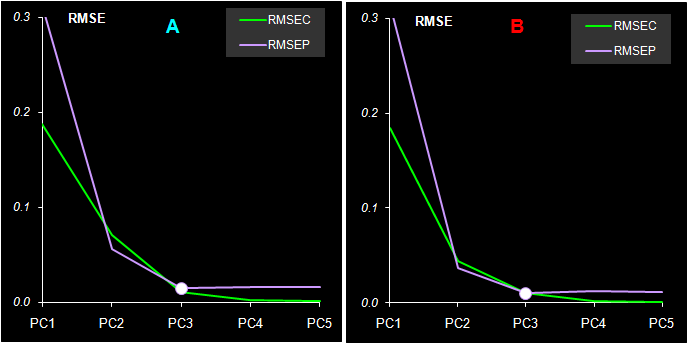 0.3 RMSE A RMSEC
RMSEP
0.2
0.1
0.0
PC1 PC2 PC3 PC4 PC5
0.3 RMSE B RMSEC
RMSEP
0.2
0.1
0.0
PC1 PC2 PC3 PC4 PC5